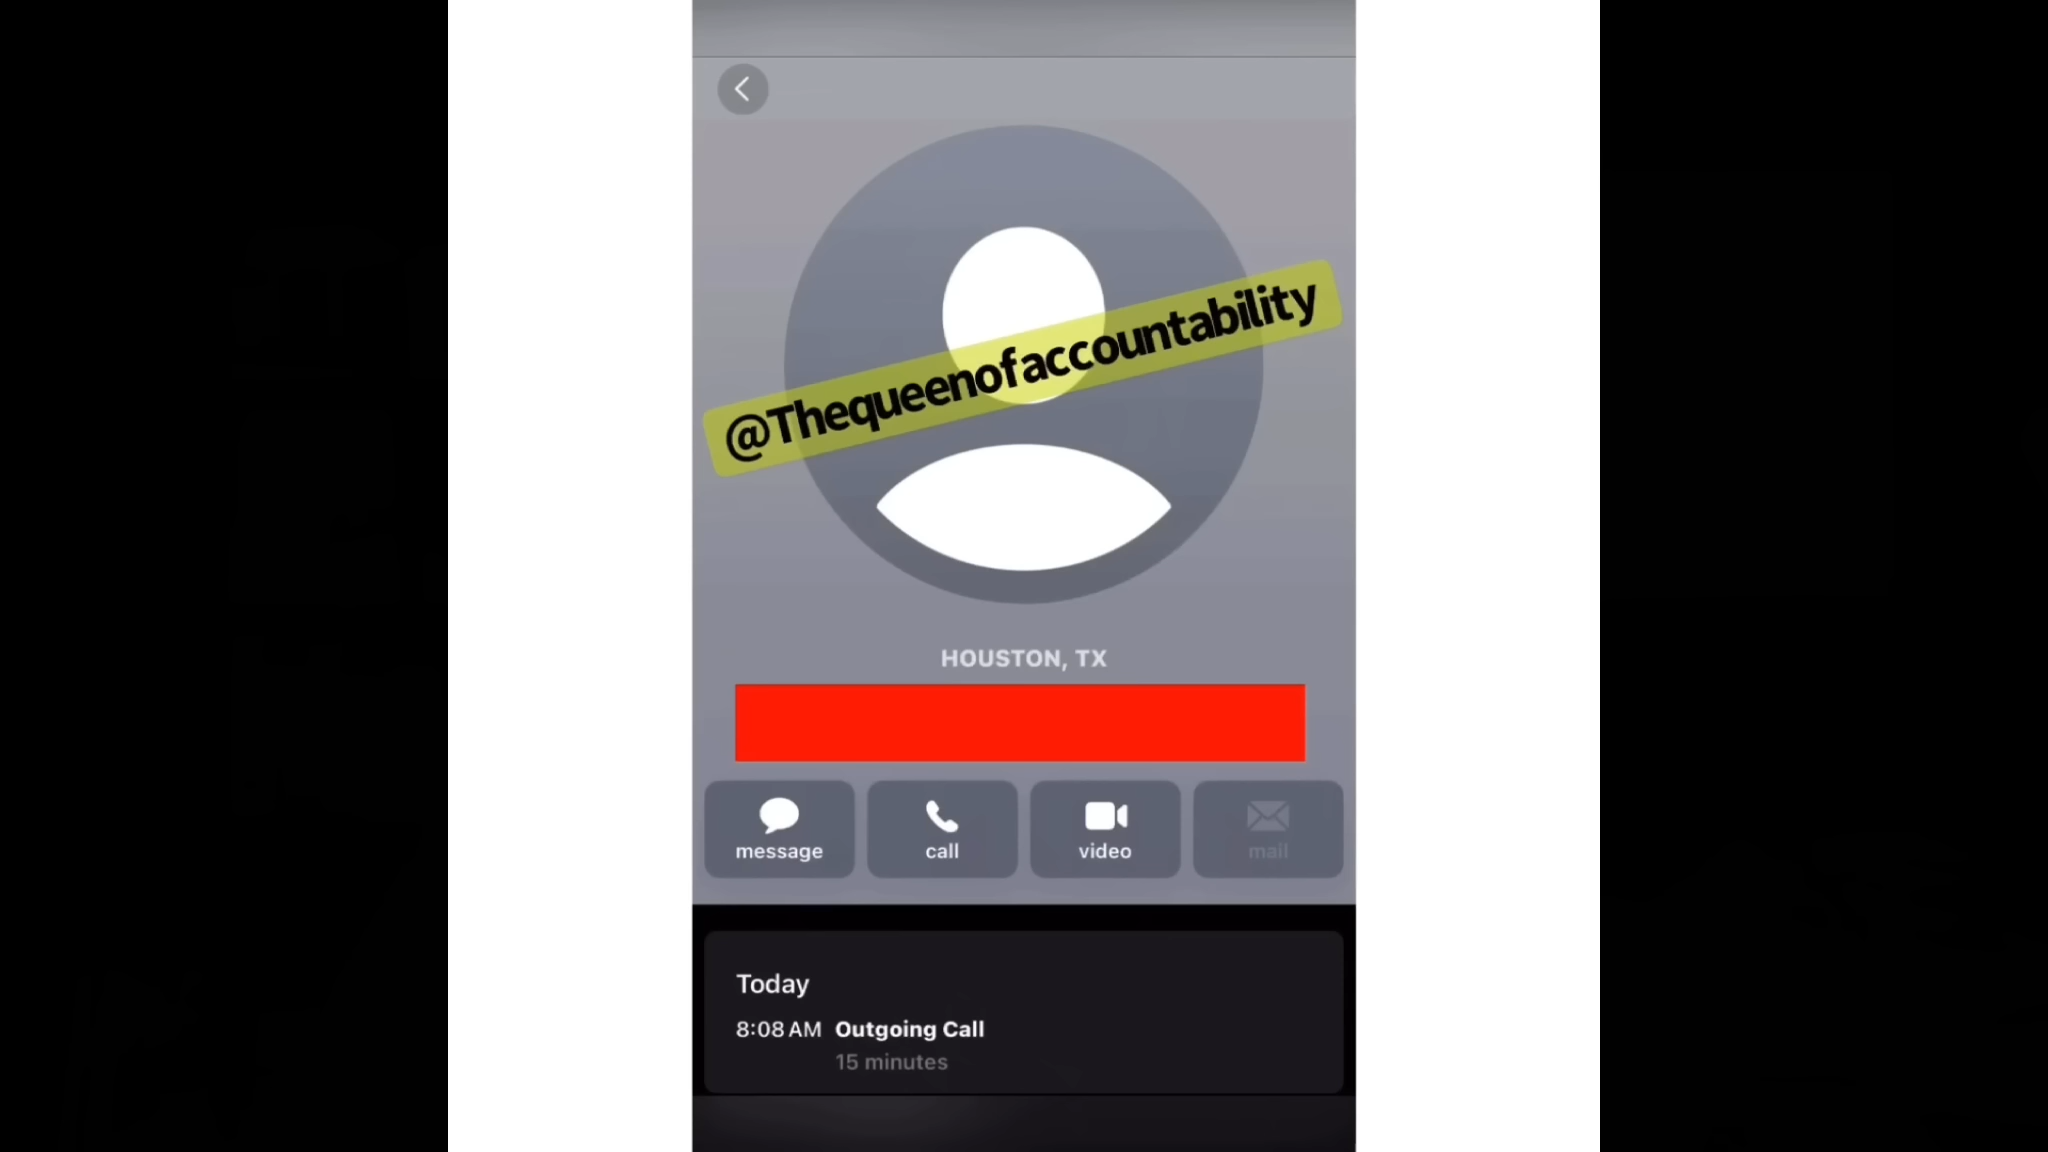 @Thequeenofaccountability
HOUSTON, TX
message
call
video
mail
Today
8:08 AM Outgoing Call
15 minutes